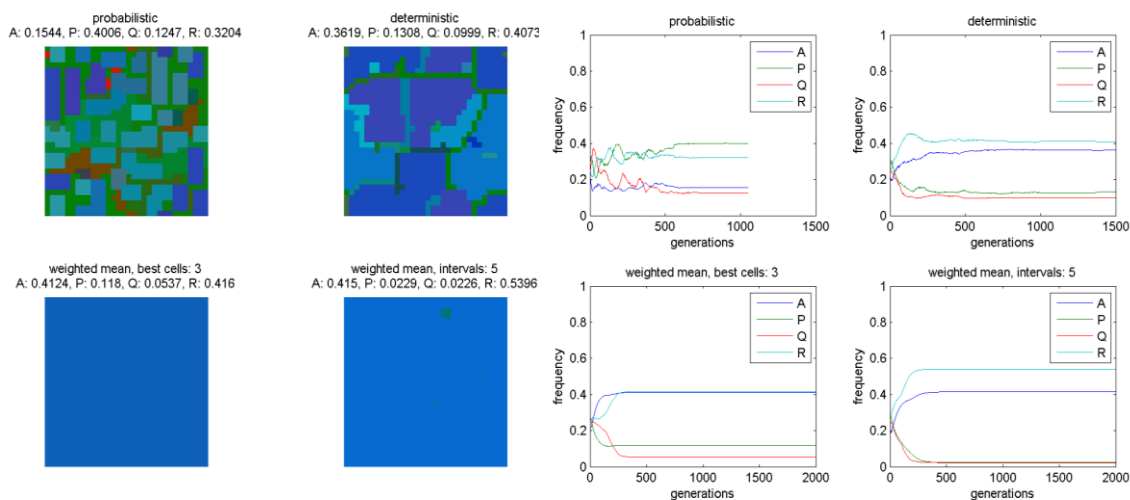 probabilistic
A: 0.1544, P: 0.4006, Q: 0.1247, R: 0.3204
deterministic
A: 0.3619, P: 0.1308, Q: 0.0999, R: 0.4073
probabilistic
1
0.8
0.6
0.4
0.2
0
frequency
A
P
Q
R
0 500 1000 1500
generations
deterministic
1
0.8
0.6
0.4
0.2
0
frequency
A
P
Q
R
0 500 1000 1500
generations
weighted mean, best cells: 3
A: 0.4124, P: 0.118, Q: 0.0537, R: 0.416
weighted mean, intervals: 5
A: 0.415, P: 0.0229, Q: 0.0226, R: 0.5396
weighted mean, best cells: 3
1
0.8
0.6
0.4
0.2
0
frequency
A
P
Q
R
0 500 1000 1500 2000
generations
weighted mean, intervals: 5
1
0.8
0.6
0.4
0.2
0
frequency
A
P
Q
R
0 500 1000 1500 2000
generations